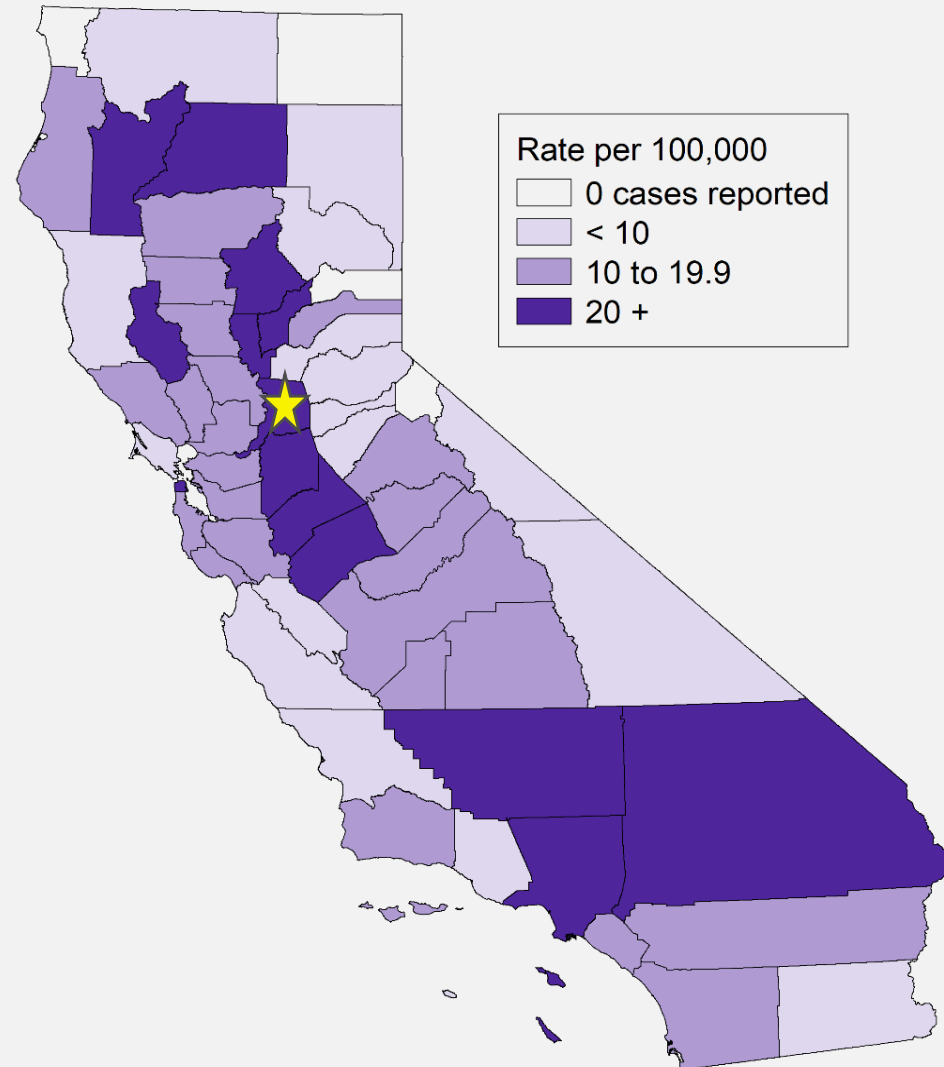 Rate per 100,000
0 cases reported
< 10
10 to 19.9
20 +